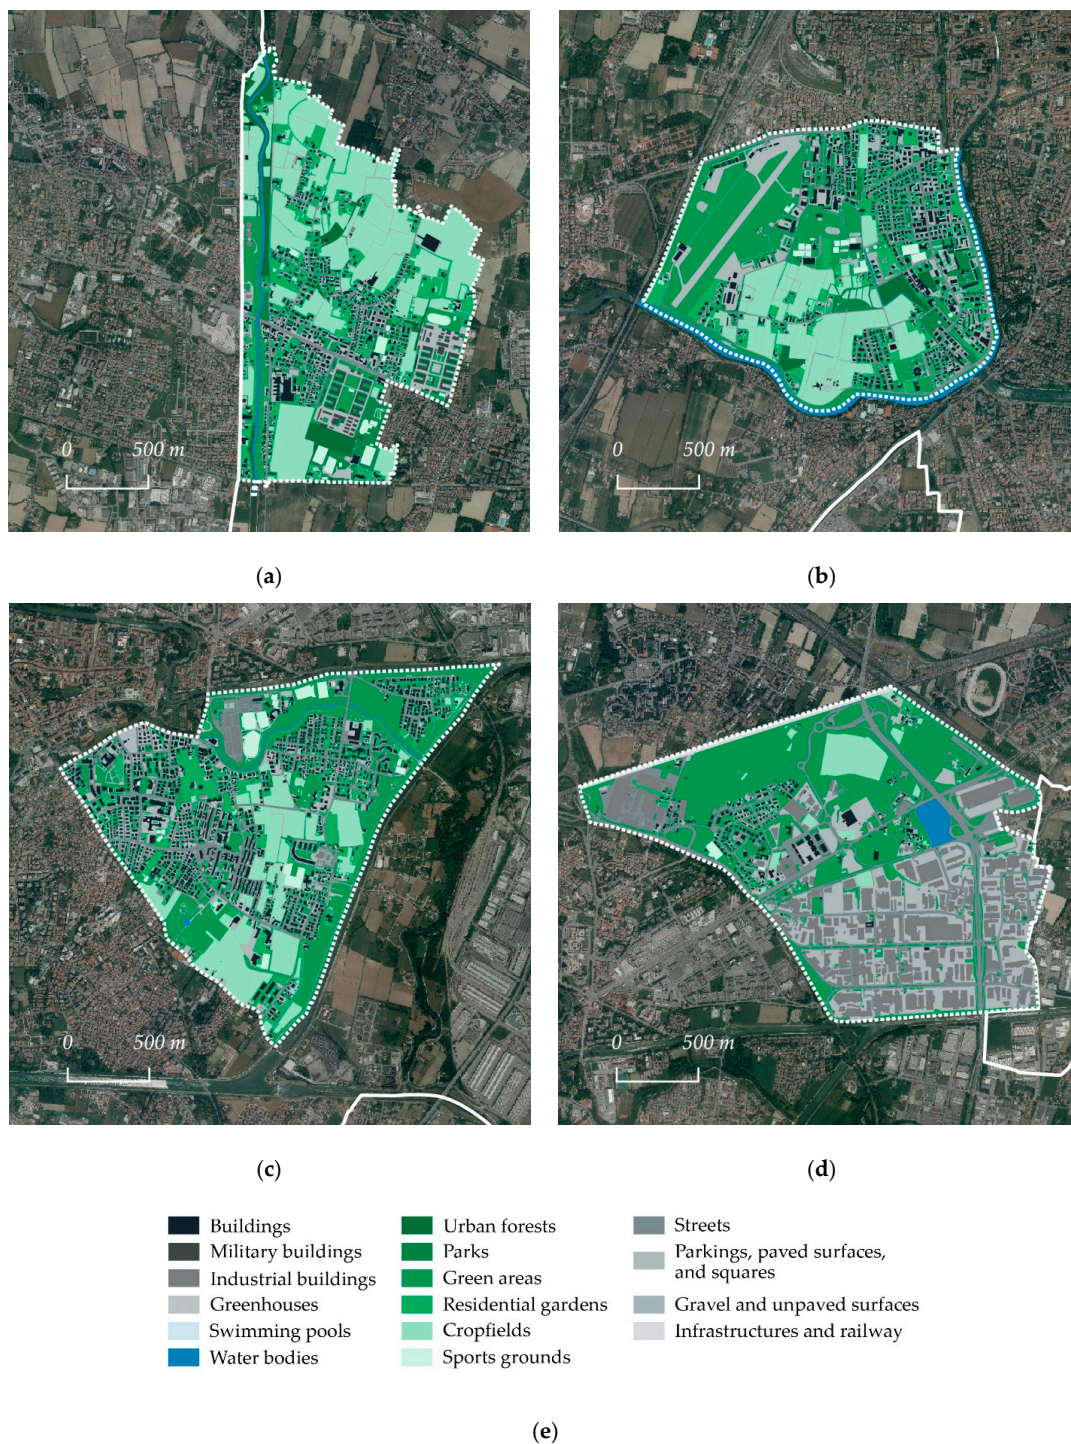 0 500 m
0 500 m
(a)
(b)
0 500 m
0 500 m
(c)
(d)
Buildings
Military buildings
Industrial buildings
Greenhouses
Swimming pools
Water bodies
Urban forests
Parks
Green areas
Residential gardens
Cropfields
Sports grounds
Streets
Parkings, paved surfaces,
and squares
Gravel and unpaved surfaces
Infrastructures and railway
(e)